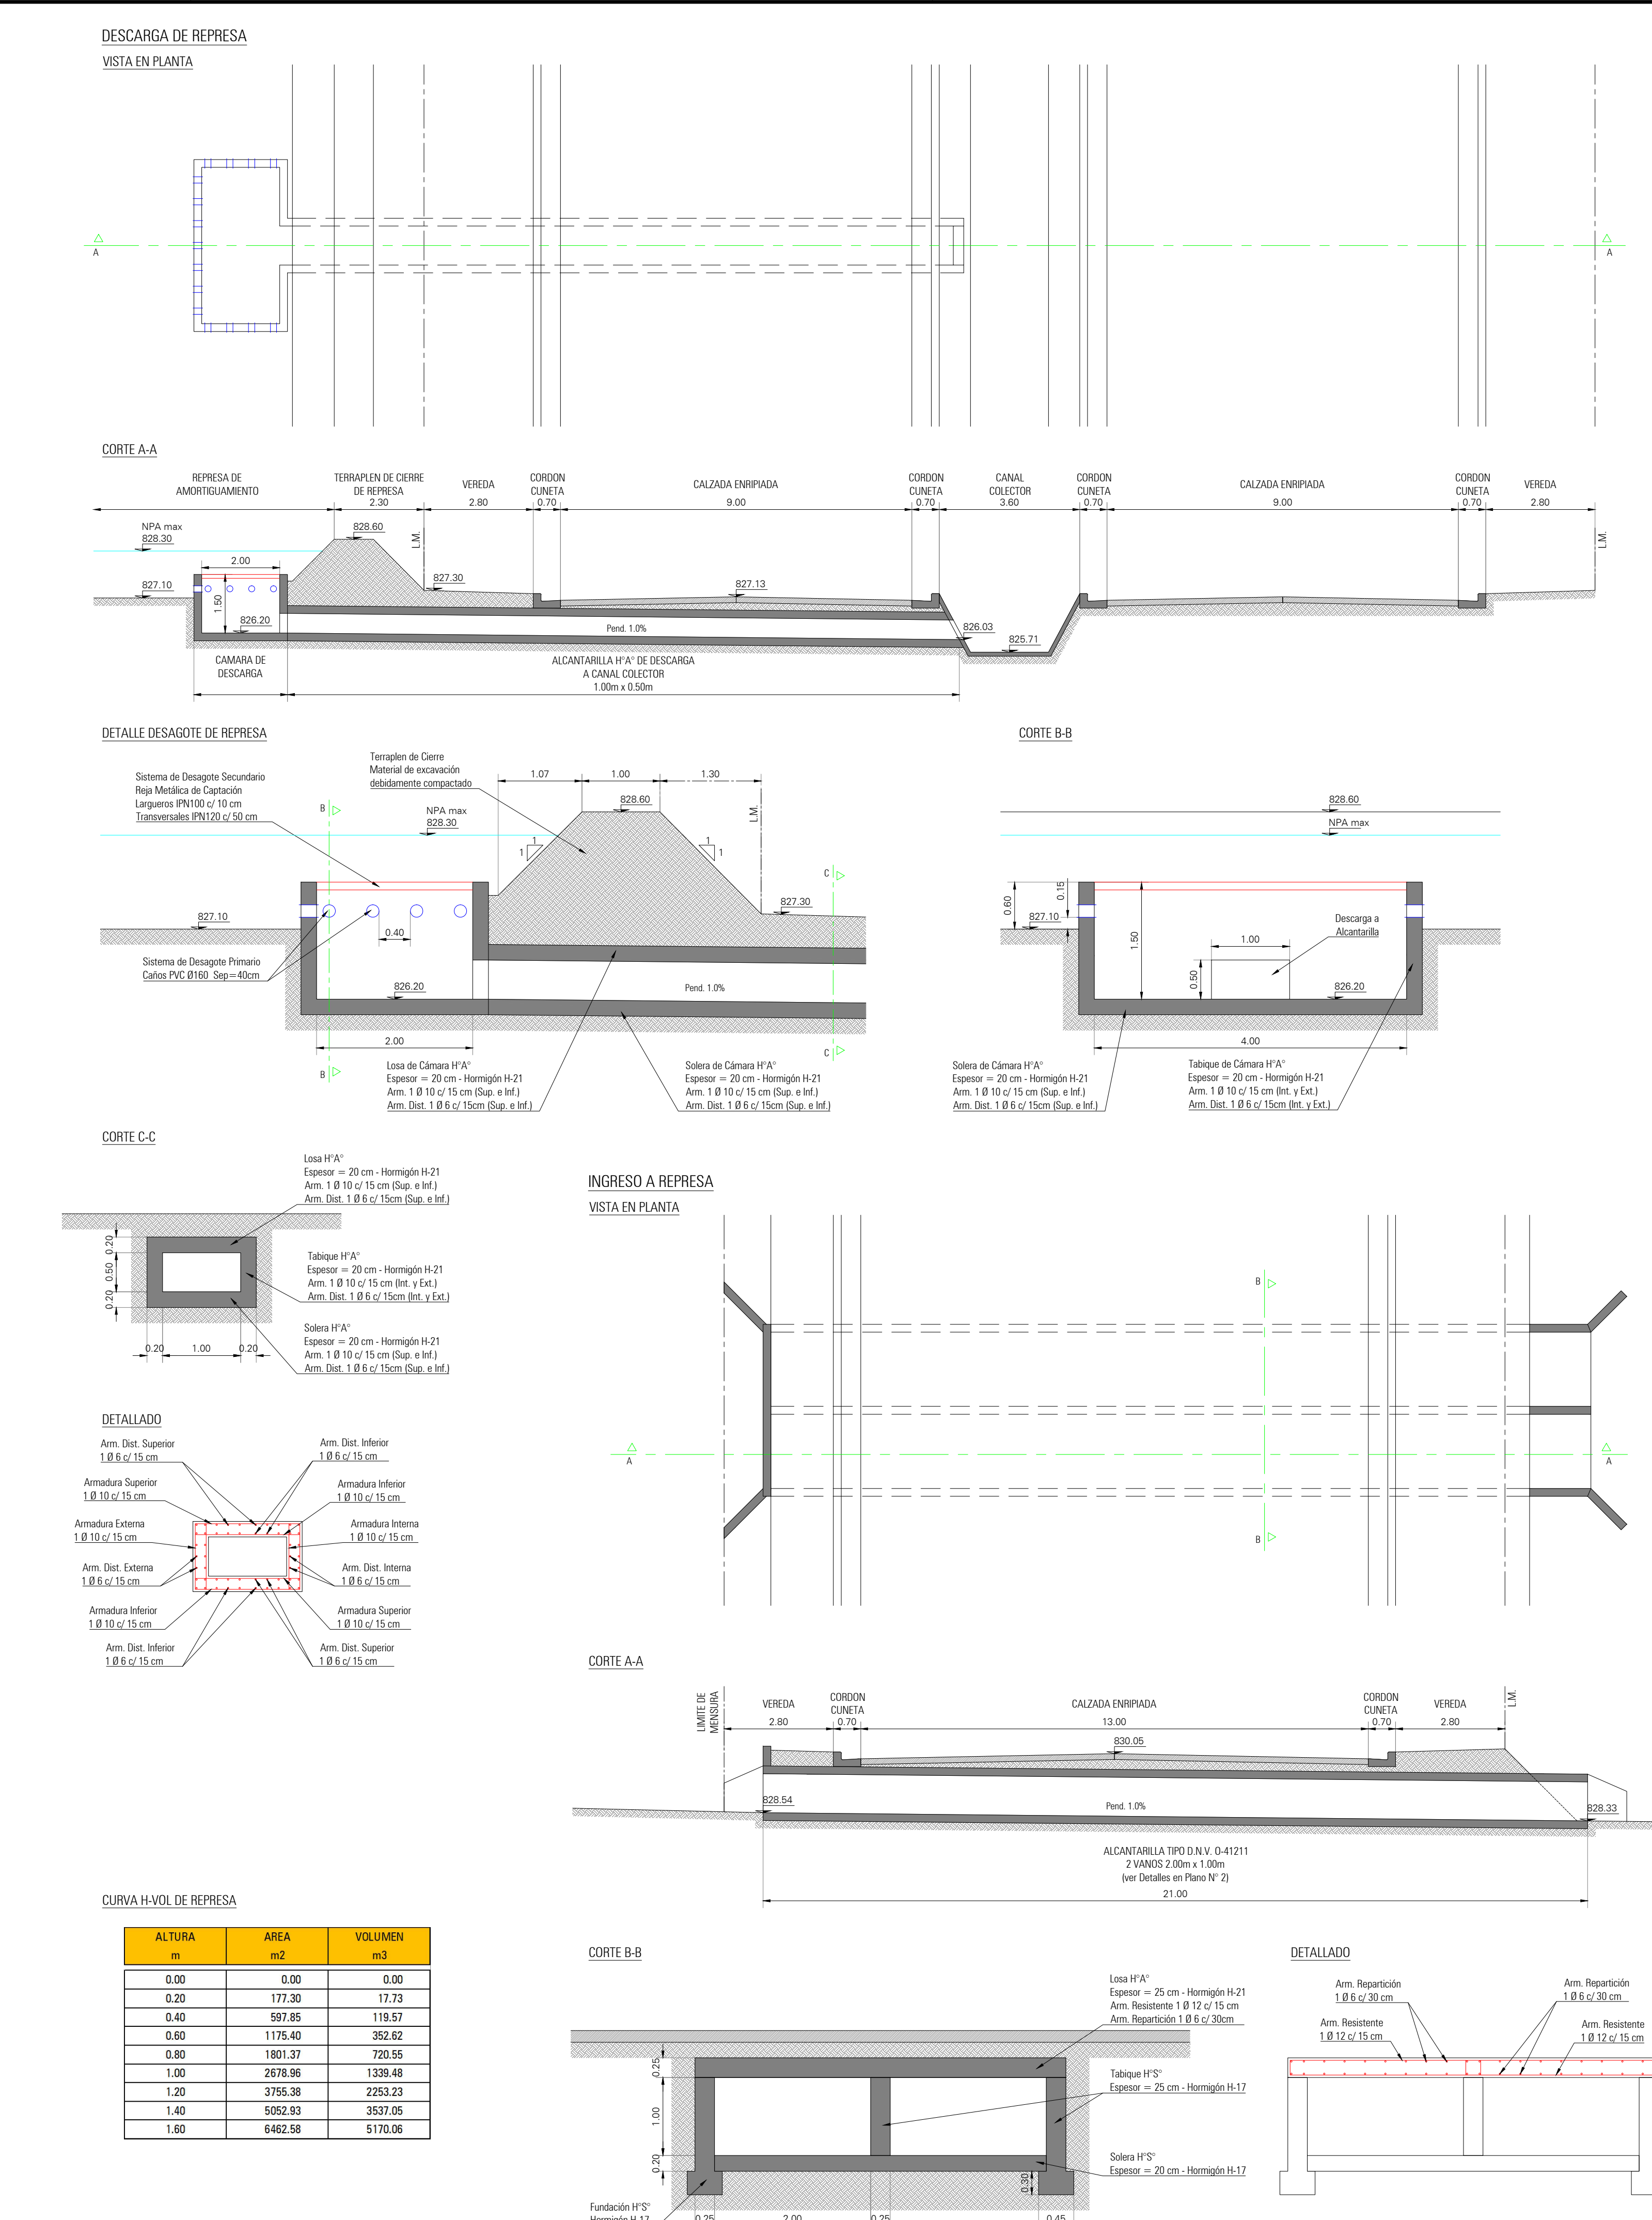 DESCARGA DE REPRESA
VISTA EN PLANTA
A
A
CORTE A-A
REPRESA DE
AMORTIGUAMIENTO
TERRAPLEN DE CIERRE
DE REPRESA
2.30
VEREDA
2.80
CORDON
CUNETA
0.70
CALZADA ENRIPIADA
9.00
CORDON
CUNETA
0.70
CANAL
COLECTOR
3.60
CORDON
CUNETA
0.70
CALZADA ENRIPIADA
9.00
CORDON
CUNETA
0.70
VEREDA
2.80
NPA max
828.30
828.60
L.M.
L.M.
2.00
827.10
827.30
827.13
1.50
826.20
Pend. 1.0%
826.03
825.71
CAMARA DE
DESCARGA
ALCANTARILLA H°A° DE DESCARGA
A CANAL COLECTOR
1.00m x 0.50m
DETALLE DESAGOTE DE REPRESA
Sistema de Desagote Secundario
Reja Metálica de Captación
Largueros IPN100 c/ 10 cm
Transversales IPN120 c/ 50 cm
Terraplen de Cierre
Material de excavación
debidamente compactado
1.07
1.00
1.30
828.60
B
NPA max
828.30
L.M.
1
1
1
1
C
827.30
827.10
0.40
Sistema de Desagote Primario
Caños PVC Ø160 Sep=40cm
826.20
Pend. 1.0%
2.00
C
B
Losa de Cámara H°A°
Espesor = 20 cm - Hormigón H-21
Arm. 1 Ø 10 c/ 15 cm (Sup. e Inf.)
Arm. Dist. 1 Ø 6 c/ 15cm (Sup. e Inf.)
Solera de Cámara H°A°
Espesor = 20 cm - Hormigón H-21
Arm. 1 Ø 10 c/ 15 cm (Sup. e Inf.)
Arm. Dist. 1 Ø 6 c/ 15cm (Sup. e Inf.)
CORTE B-B
828.60
NPA max
0.60
0.15
827.10
1.50
Descarga a
Alcantarilla
1.00
0.50
826.20
4.00
Solera de Cámara H°A°
Espesor = 20 cm - Hormigón H-21
Arm. 1 Ø 10 c/ 15 cm (Sup. e Inf.)
Arm. Dist. 1 Ø 6 c/ 15cm (Sup. e Inf.)
Tabique de Cámara H°A°
Espesor = 20 cm - Hormigón H-21
Arm. 1 Ø 10 c/ 15 cm (Int. y Ext.)
Arm. Dist. 1 Ø 6 c/ 15cm (Int. y Ext.)
CORTE C-C
Losa H°A°
Espesor = 20 cm - Hormigón H-21
Arm. 1 Ø 10 c/ 15 cm (Sup. e Inf.)
Arm. Dist. 1 Ø 6 c/ 15cm (Sup. e Inf.)
0.20
0.50
0.20
Tabique H°A°
Espesor = 20 cm - Hormigón H-21
Arm. 1 Ø 10 c/ 15 cm (Int. y Ext.)
Arm. Dist. 1 Ø 6 c/ 15cm (Int. y Ext.)
Solera H°A°
Espesor = 20 cm - Hormigón H-21
Arm. 1 Ø 10 c/ 15 cm (Sup. e Inf.)
Arm. Dist. 1 Ø 6 c/ 15cm (Sup. e Inf.)
0.20
1.00
0.20
DETALLADO
Arm. Dist. Superior
1 Ø 6 c/ 15 cm
Arm. Dist. Inferior
1 Ø 6 c/ 15 cm
Armadura Superior
1 Ø 10 c/ 15 cm
Armadura Inferior
1 Ø 10 c/ 15 cm
Armadura Externa
1 Ø 10 c/ 15 cm
Armadura Interna
1 Ø 10 c/ 15 cm
Arm. Dist. Externa
1 Ø 6 c/ 15 cm
Arm. Dist. Interna
1 Ø 6 c/ 15 cm
Armadura Inferior
1 Ø 10 c/ 15 cm
Armadura Superior
1 Ø 10 c/ 15 cm
Arm. Dist. Inferior
1 Ø 6 c/ 15 cm
Arm. Dist. Superior
1 Ø 6 c/ 15 cm
INGRESO A REPRESA
VISTA EN PLANTA
B
A
A
B
CORTE A-A
LIMITE DE
MENSURA
VEREDA
2.80
CORDON
CUNETA
0.70
CALZADA ENRIPIADA
13.00
CORDON
CUNETA
0.70
VEREDA
2.80
L.M.
830.05
828.54
Pend. 1.0%
828.33
ALCANTARILLA TIPO D.N.V. O-41211
2 VANOS 2.00m x 1.00m
(ver Detalles en Plano N° 2)
21.00
CURVA H-VOL DE REPRESA
ALTURA AREA VOLUMEN
m m2 m3
0.00 0.00 0.00
0.20 177.30 17.73
0.40 597.85 119.57
0.60 1175.40 352.62
0.80 1801.37 720.55
1.00 2678.96 1339.48
1.20 3755.38 2253.23
1.40 5052.93 3537.05
1.60 6462.58 5170.06
CORTE B-B
Losa H°A°
Espesor = 25 cm - Hormigón H-21
Arm. Resistente 1 Ø 12 c/ 15 cm
Arm. Repartición 1 Ø 6 c/ 30cm
0.25
1.00
0.20
Tabique H°S°
Espesor = 25 cm - Hormigón H-17
Solera H°S°
Espesor = 20 cm - Hormigón H-17
0.30
Fundación H°S°
Hormigón H-17
0.25
2.00
0.25
0.45
DETALLADO
Arm. Repartición
1 Ø 6 c/ 30 cm
Arm. Repartición
1 Ø 6 c/ 30 cm
Arm. Resistente
1 Ø 12 c/ 15 cm
Arm. Resistente
1 Ø 12 c/ 15 cm